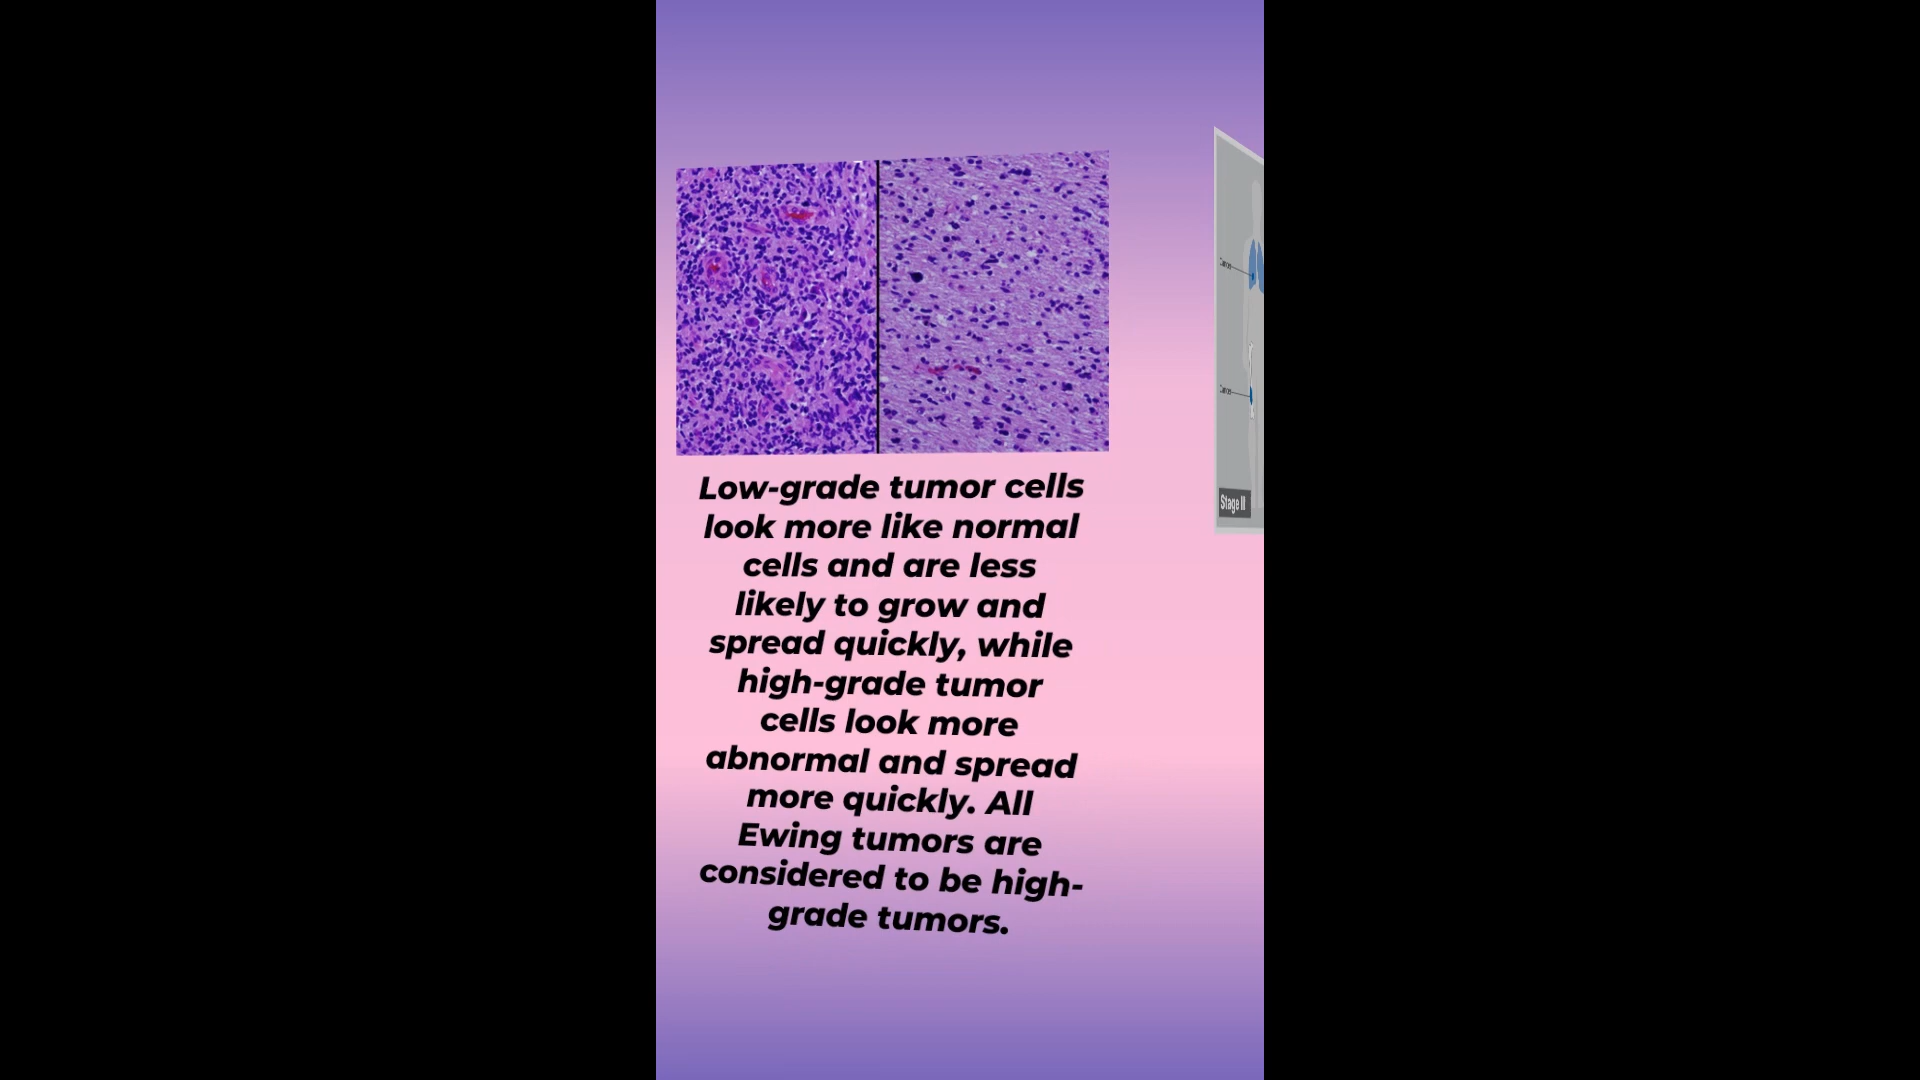 Low-grade tumor cells
look more like normal
cells and are less
likely to grow and
spread quickly, while
high-grade tumor
cells look more
abnormal and spread
more quickly. All
Ewing tumors are
considered to be high-
grade tumors.
Stage III